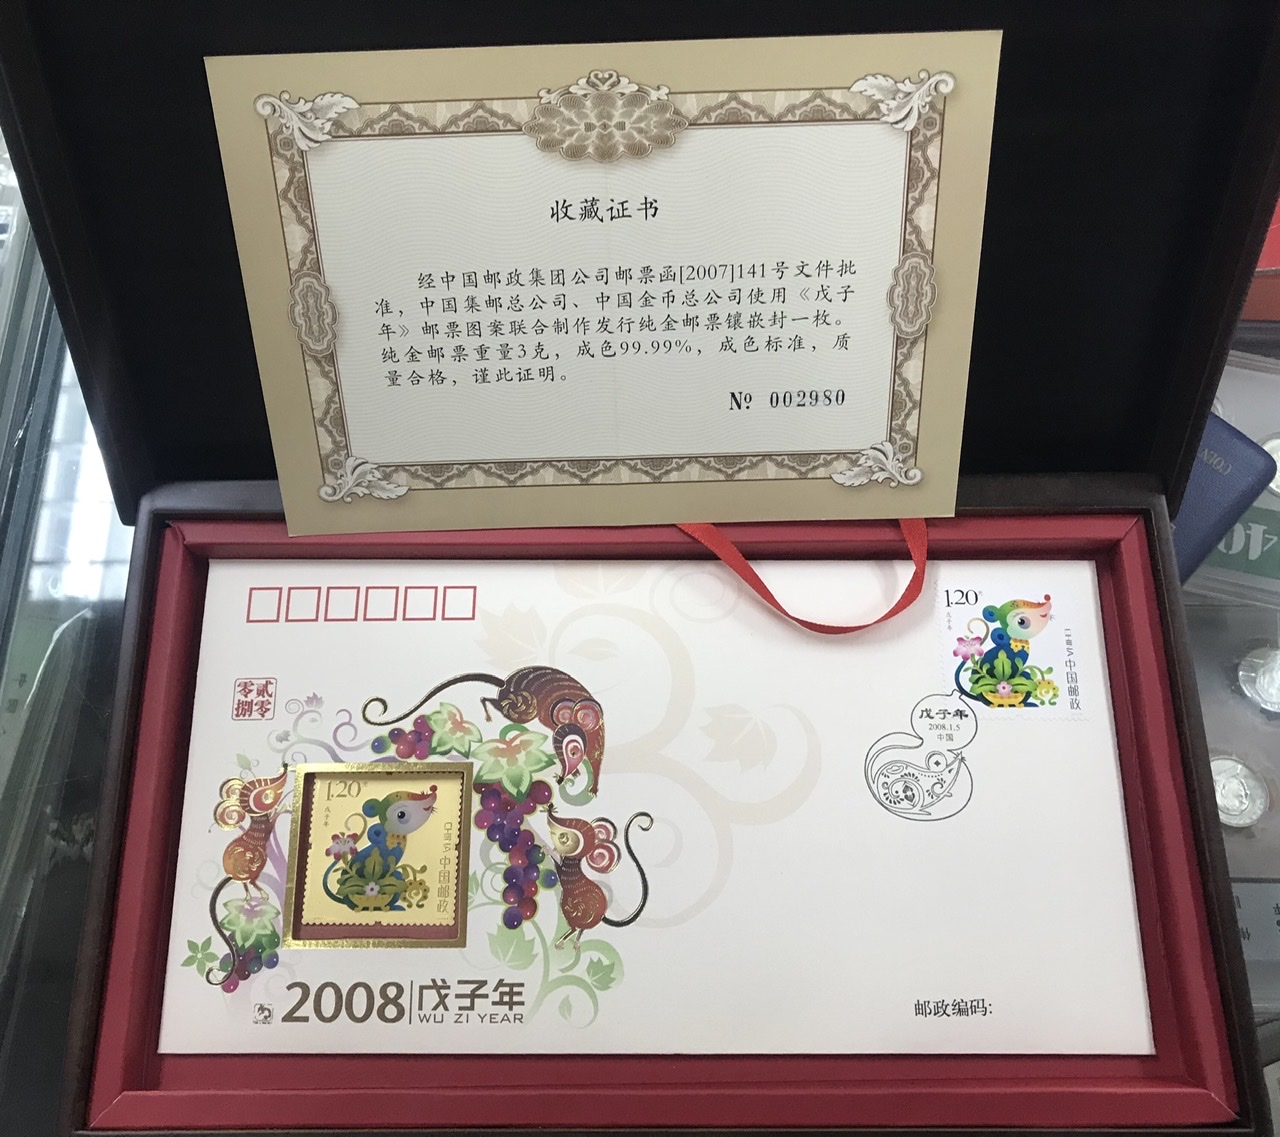 收藏证书
经中国邮政集团公司邮票函[2007]141号文件批
准，中国集邮总公司、中国金币总公司使用《戊子
年》邮票图案联合制作发行纯金邮票镶嵌封一枚。
纯金邮票重量3克，成色99.99%，成色标准，质
量合格，谨此证明。
№ 002980
1.20元
戊子年
中国邮政
戊子年
2008.1.5
中国
零贰
捌零
1.20元
戊子年
中国邮政
2008 戊子年
WU ZI YEAR
邮政编码:
COIN
40